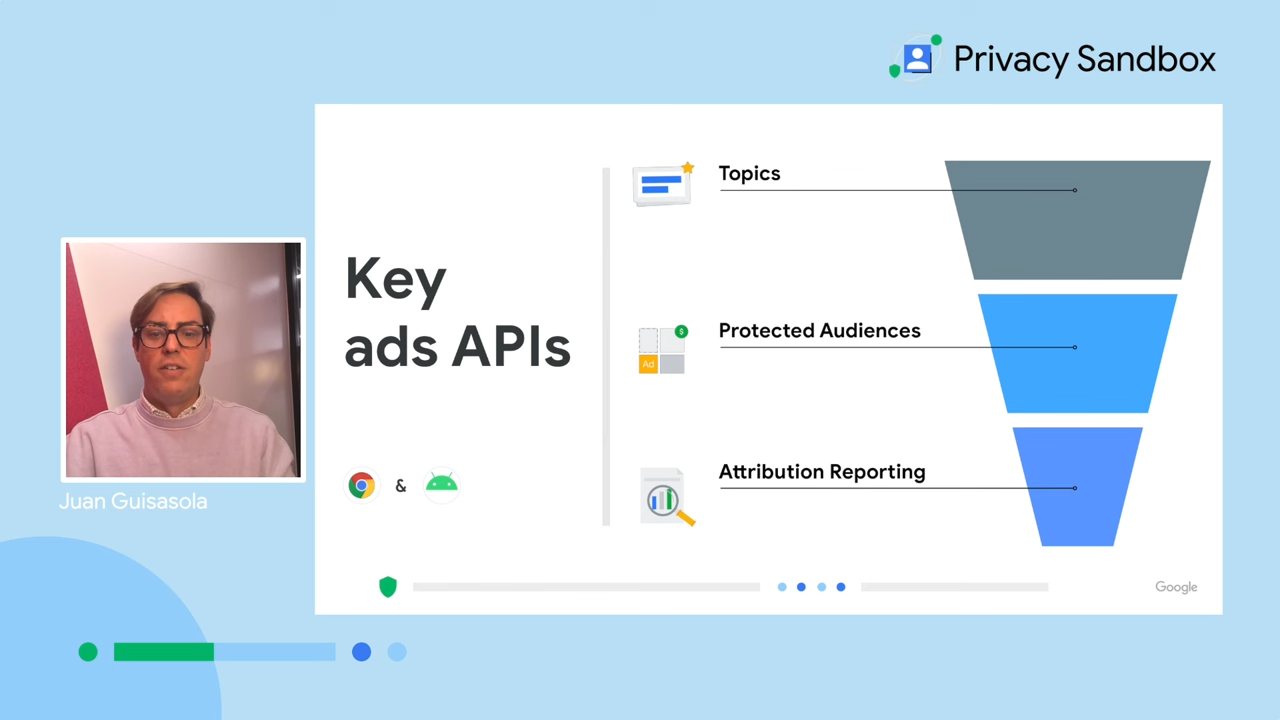 Privacy Sandbox
Key
ads APIs
&
Topics
Protected Audiences
$
Ad
Attribution Reporting
Juan Guisasola
Google